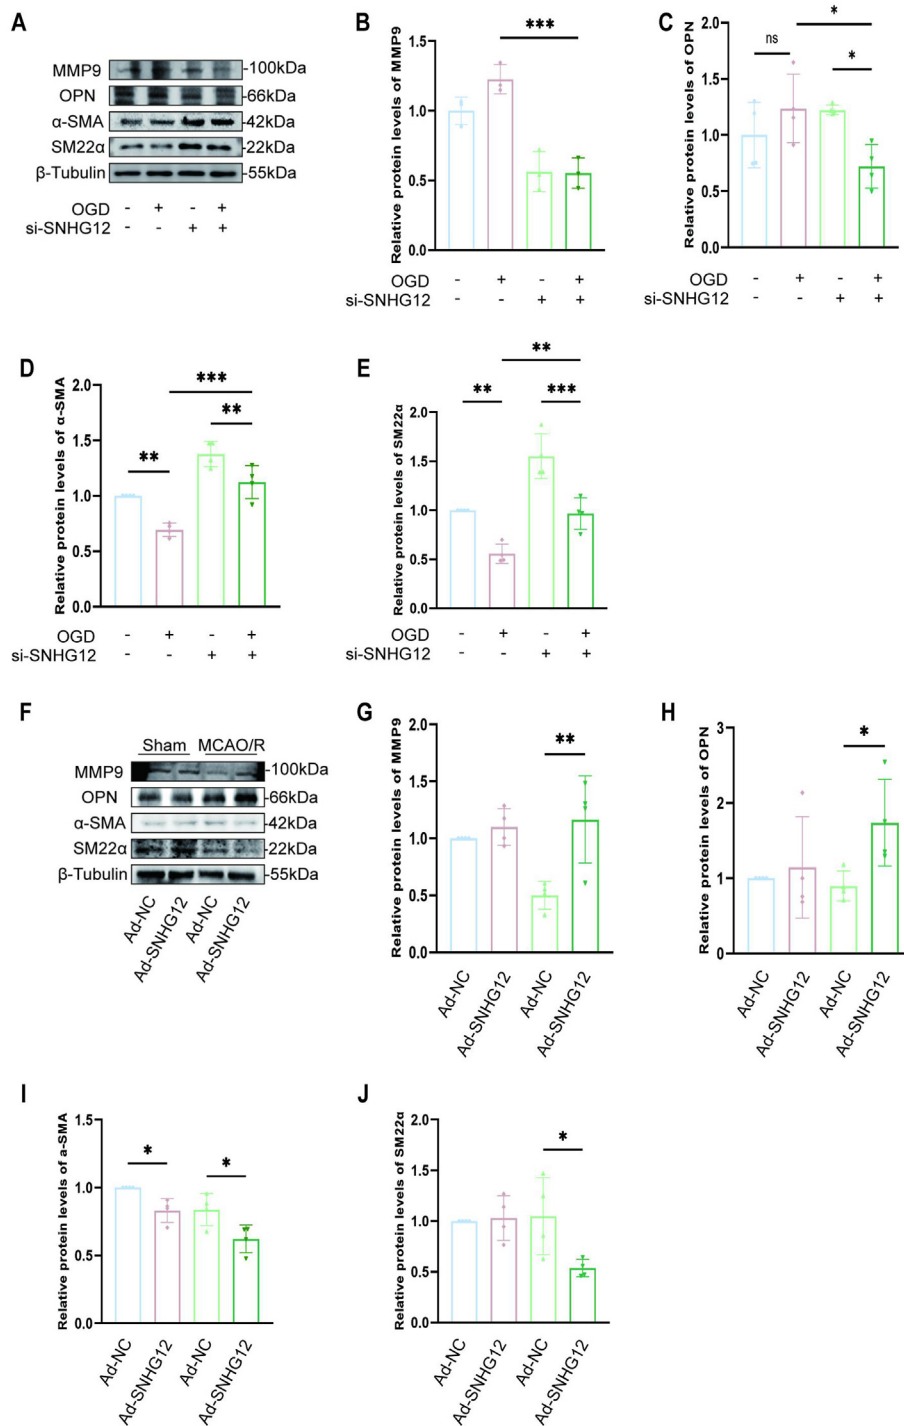 A
MMP9 -100kDa
OPN -66kDa
α-SMA -42kDa
SM22α -22kDa
β-Tubulin -55kDa
OGD - + - +
si-SNHG12 - - + +
B
Relative protein levels of MMP9
1.5
1.0
0.5
0.0
***
OGD - + - +
si-SNHG12 - - + +
C
Relative protein levels of OPN
2.0
1.5
1.0
0.5
0.0
*
ns
*
OGD - + - +
si-SNHG12 - - + +
D
Relative protein levels of α-SMA
2.0
1.5
1.0
0.5
0.0
***
**
**
OGD - + - +
si-SNHG12 - - + +
E
Relative protein levels of SM22α
2.0
1.5
1.0
0.5
0.0
**
**
***
OGD - + - +
si-SNHG12 - - + +
F
Sham MCAO/R
MMP9 -100kDa
OPN -66kDa
α-SMA -42kDa
SM22α -22kDa
β-Tubulin -55kDa
Ad-NC
Ad-SNHG12
Ad-NC
Ad-SNHG12
G
Relative protein levels of MMP9
2.0
1.5
1.0
0.5
0.0
**
Ad-NC
Ad-SNHG12
Ad-NC
Ad-SNHG12
H
Relative protein levels of OPN
3
2
1
0
*
Ad-NC
Ad-SNHG12
Ad-NC
Ad-SNHG12
I
Relative protein levels of a-SMA
1.5
1.0
0.5
0.0
*
*
Ad-NC
Ad-SNHG12
Ad-NC
Ad-SNHG12
J
Relative protein levels of SM22α
2.0
1.5
1.0
0.5
0.0
*
Ad-NC
Ad-SNHG12
Ad-NC
Ad-SNHG12